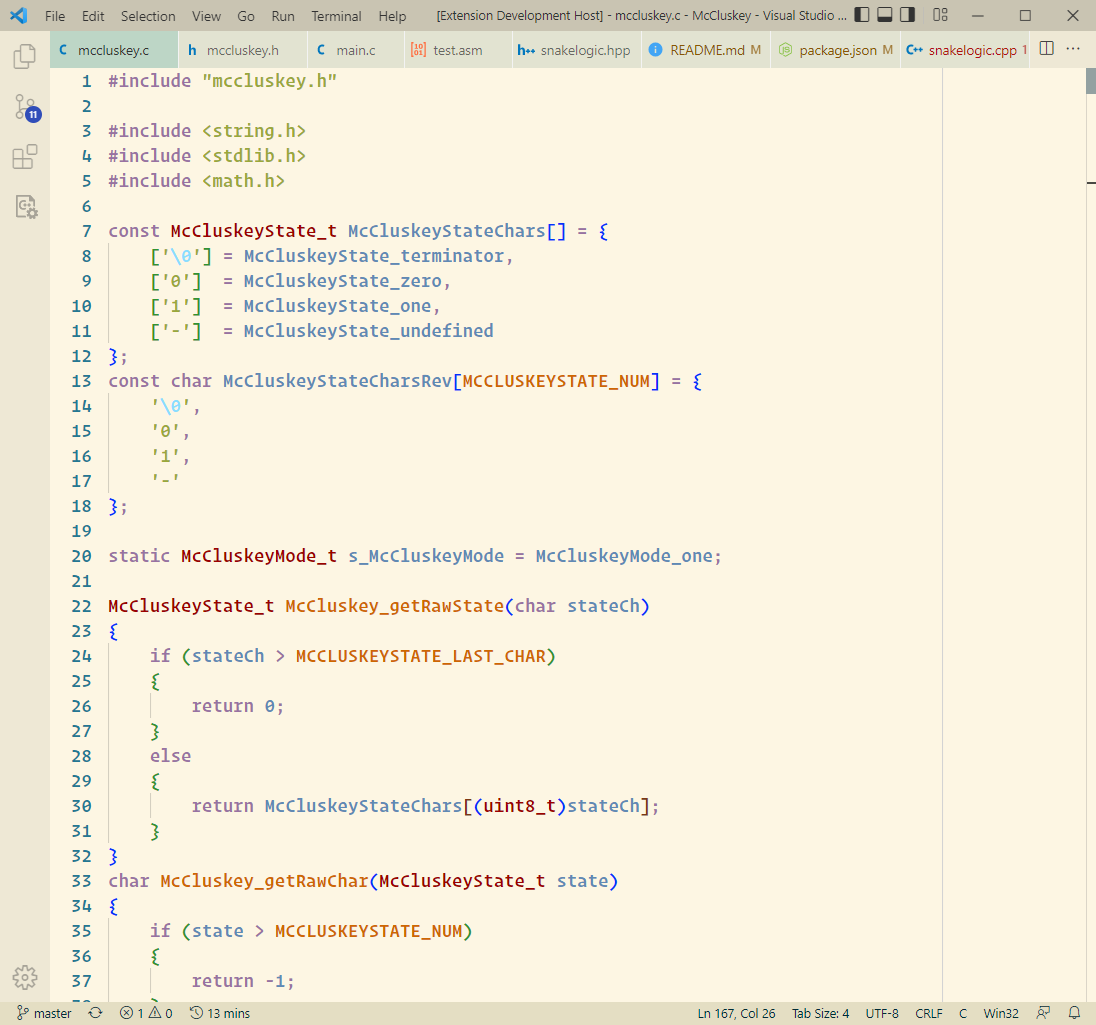 File Edit Selection View Go Run Terminal Help [Extension Development Host] - mccluskey.c - McCluskey - Visual Studio ...
C mccluskey.c h mccluskey.h C main.c test.asm h++ snakelogic.hpp README.md M package.json M C++ snakelogic.cpp 1 ...
11
1 #include "mccluskey.h"
2
3 #include <string.h>
4 #include <stdlib.h>
5 #include <math.h>
6
7 const McCluskeyState_t McCluskeyStateChars[] = {
8 ['\0'] = McCluskeyState_terminator,
9 ['0']  = McCluskeyState_zero,
10 ['1']  = McCluskeyState_one,
11 ['-']  = McCluskeyState_undefined
12 };
13 const char McCluskeyStateCharsRev[MCCLUSKEYSTATE_NUM] = {
14 '\0',
15 '0',
16 '1',
17 '-'
18 };
19
20 static McCluskeyMode_t s_McCluskeyMode = McCluskeyMode_one;
21
22 McCluskeyState_t McCluskey_getRawState(char stateCh)
23 {
24 if (stateCh > MCCLUSKEYSTATE_LAST_CHAR)
25 {
26 return 0;
27 }
28 else
29 {
30 return McCluskeyStateChars[(uint8_t)stateCh];
31 }
32 }
33 char McCluskey_getRawChar(McCluskeyState_t state)
34 {
35 if (state > MCCLUSKEYSTATE_NUM)
36 {
37 return -1;
master 1 0 13 mins Ln 167, Col 26 Tab Size: 4 UTF-8 CRLF C Win32